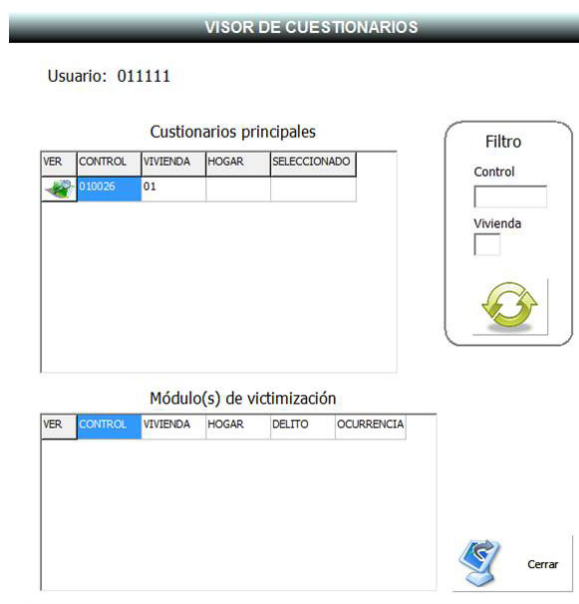 VISOR DE CUESTIONARIOS
Usuario: 011111
Custionarios principales
VER CONTROL VIVIENDA HOGAR SELECCIONADO
010026 01
Filtro
Control
Vivienda
Módulo(s) de victimización
VER CONTROL VIVIENDA HOGAR DELITO OCURRENCIA
Cerrar